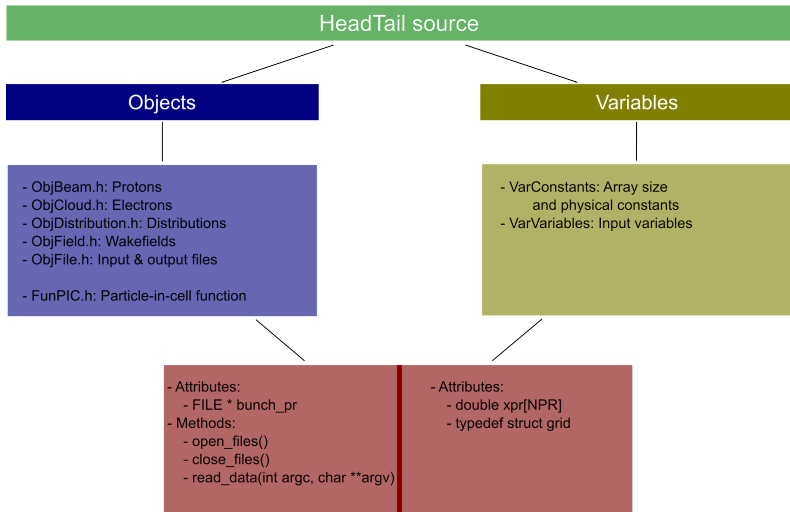 HeadTail source
Objects
Variables
- ObjBeam.h: Protons
- ObjCloud.h: Electrons
- ObjDistribution.h: Distributions
- ObjField.h: Wakefields
- ObjFile.h: Input & output files
- FunPIC.h: Particle-in-cell function
- VarConstants: Array size
and physical constants
- VarVariables: Input variables
- Attributes:
- FILE * bunch_pr
- Methods:
- open_files()
- close_files()
- read_data(int argc, char **argv)
- Attributes:
- double xpr[NPR]
- typedef struct grid